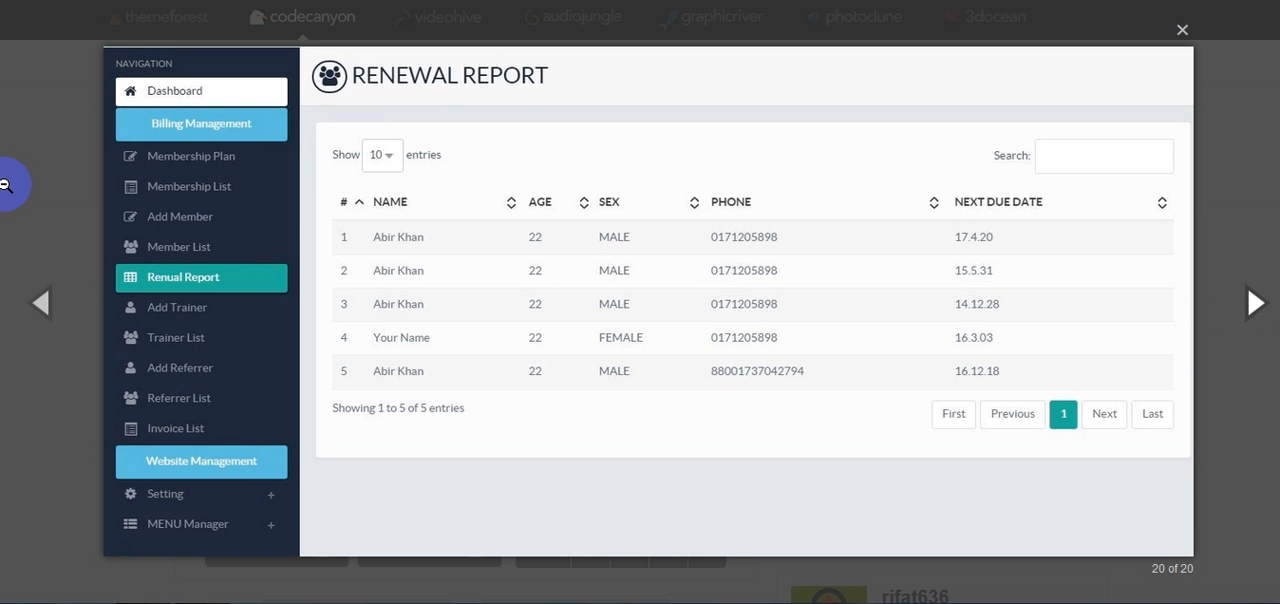 themeforest codecanyon videohive audiojungle graphicriver photodune 3docean
×
NAVIGATION
Dashboard
Billing Management
Membership Plan
Membership List
Add Member
Member List
Renual Report
Add Trainer
Trainer List
Add Referrer
Referrer List
Invoice List
Website Management
Setting +
MENU Manager +
RENEWAL REPORT
Show 10 entries Search:
# NAME AGE SEX PHONE NEXT DUE DATE
1 Abir Khan 22 MALE 0171205898 17.4.20
2 Abir Khan 22 MALE 0171205898 15.5.31
3 Abir Khan 22 MALE 0171205898 14.12.28
4 Your Name 22 FEMALE 0171205898 16.3.03
5 Abir Khan 22 MALE 88001737042794 16.12.18
Showing 1 to 5 of 5 entries
First Previous 1 Next Last
20 of 20
rifat636